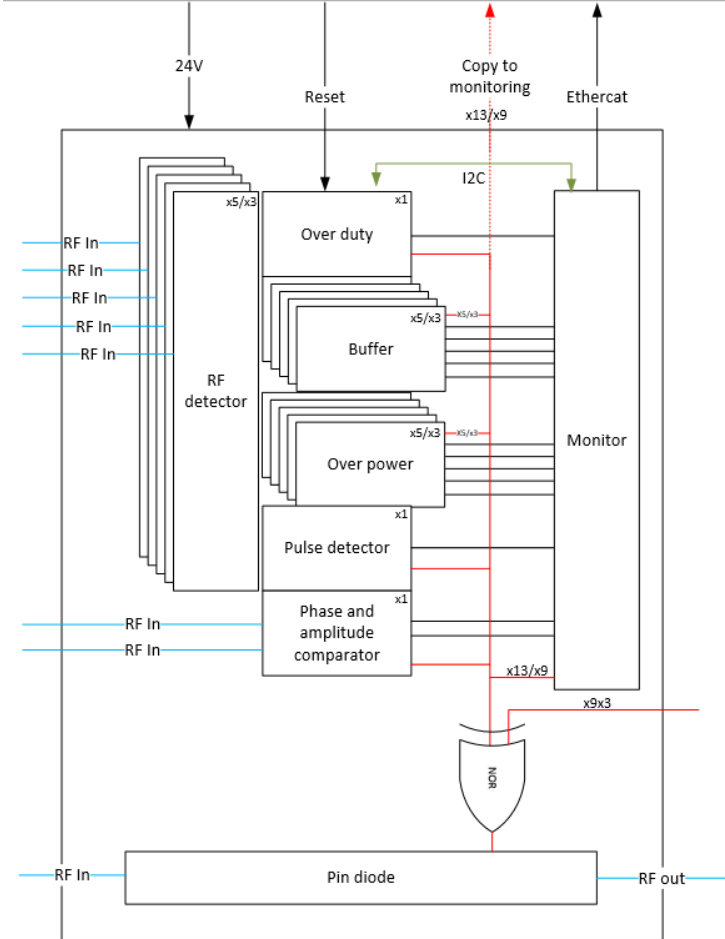 24V
Reset
Copy to
monitoring
x13/x9
Ethercat
I2C
x5/x3
x1
Over duty
RF In
RF In
RF In
RF In
RF In
x5/x3
X5/x3
Buffer
RF
detector
x5/x3
X5/x3
Over power
Monitor
x1
Pulse detector
x1
Phase and
amplitude
comparator
RF In
RF In
x13/x9
x9x3
NOR
RF In
Pin diode
RF out